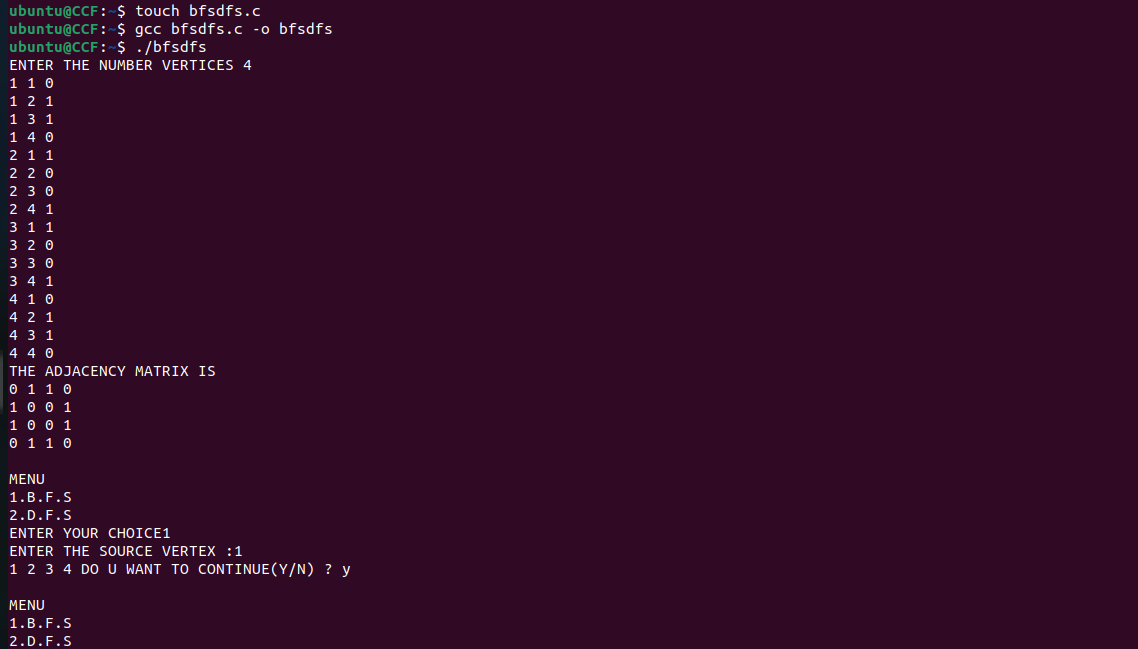 ubuntu@CCF:~$ touch bfsdfs.c
ubuntu@CCF:~$ gcc bfsdfs.c -o bfsdfs
ubuntu@CCF:~$ ./bfsdfs
ENTER THE NUMBER VERTICES 4
1 1 0
1 2 1
1 3 1
1 4 0
2 1 1
2 2 0
2 3 0
2 4 1
3 1 1
3 2 0
3 3 0
3 4 1
4 1 0
4 2 1
4 3 1
4 4 0
THE ADJACENCY MATRIX IS
0 1 1 0
1 0 0 1
1 0 0 1
0 1 1 0
MENU
1.B.F.S
2.D.F.S
ENTER YOUR CHOICE1
ENTER THE SOURCE VERTEX :1
1 2 3 4 DO U WANT TO CONTINUE(Y/N) ? y
MENU
1.B.F.S
2.D.F.S